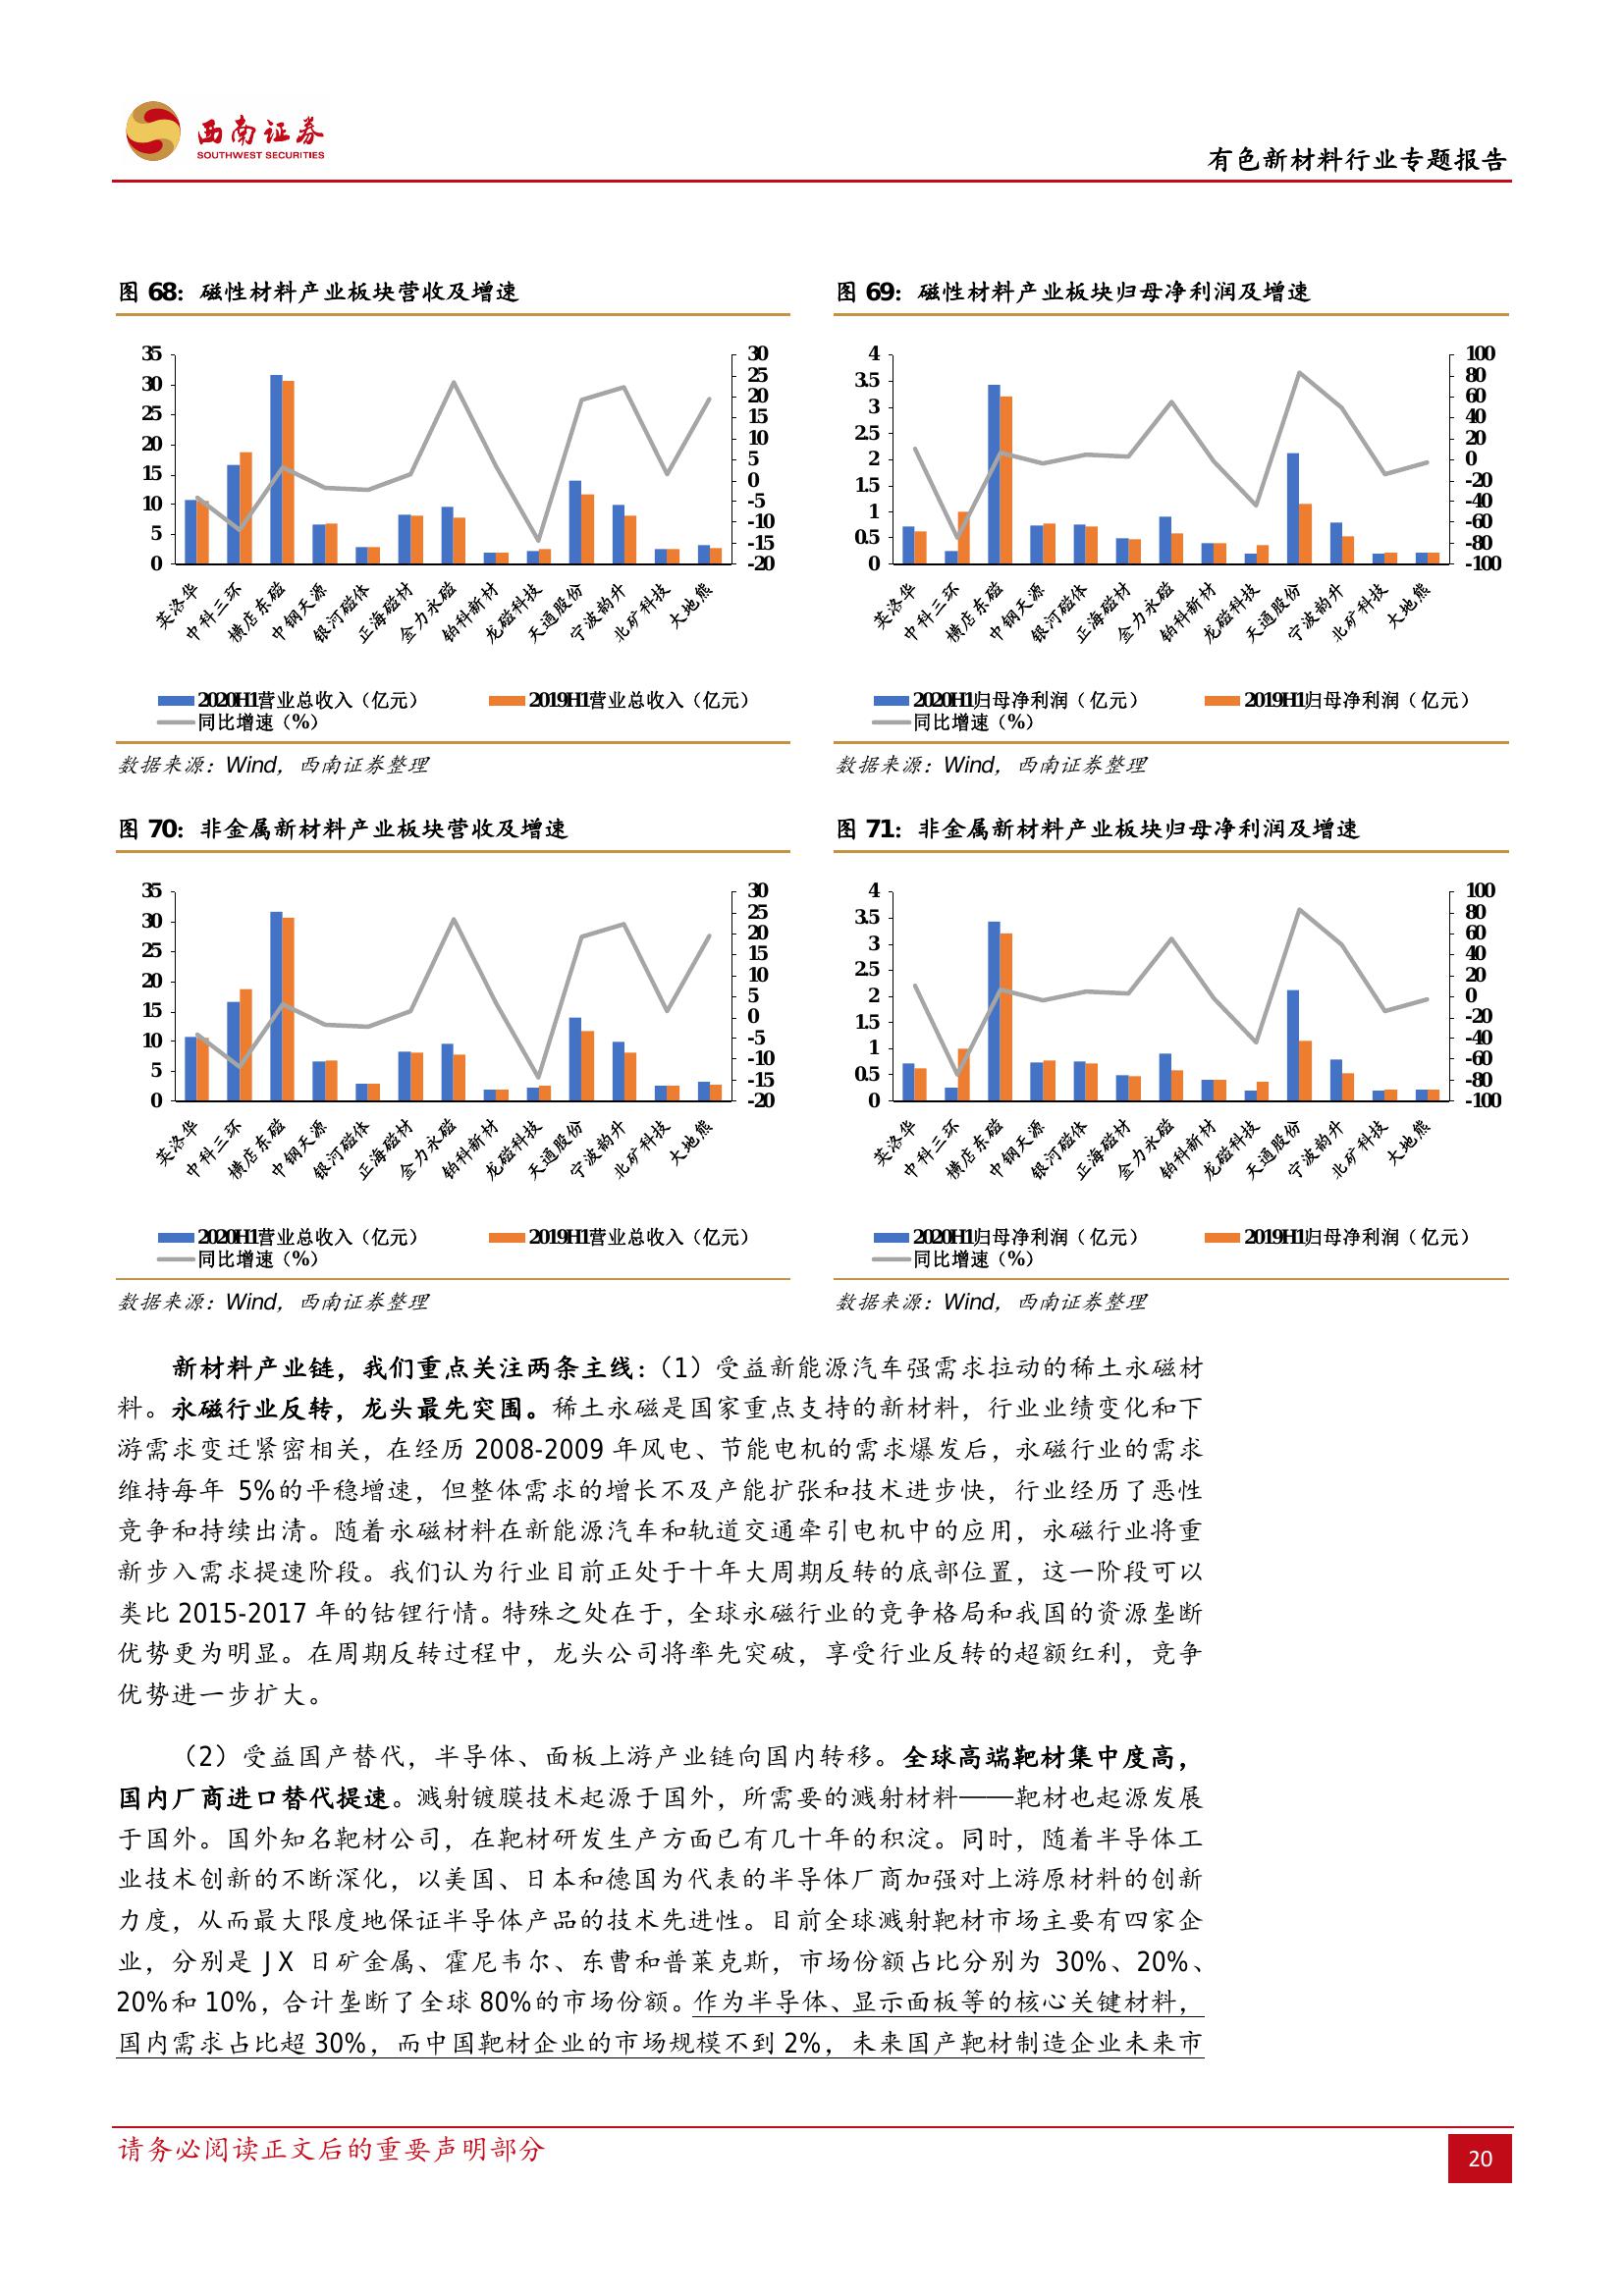 西南证券
SOUTHWEST SECURITIES
有色新材料行业专题报告
图 68：磁性材料产业板块营收及增速
35
30
25
20
15
10
5
0
30
25
20
15
10
5
0
-5
-10
-15
-20
英洛华
中科三环
横店东磁
中钢天源
银河磁体
正海磁材
金力永磁
铂科新材
龙磁科技
天通股份
宁波韵升
北矿科技
大地熊
2020H1营业总收入（亿元）
2019H1营业总收入（亿元）
同比增速（%）
数据来源：Wind，西南证券整理
图 69：磁性材料产业板块归母净利润及增速
4
3.5
3
2.5
2
1.5
1
0.5
0
100
80
60
40
20
0
-20
-40
-60
-80
-100
英洛华
中科三环
横店东磁
中钢天源
银河磁体
正海磁材
金力永磁
铂科新材
龙磁科技
天通股份
宁波韵升
北矿科技
大地熊
2020H1归母净利润（亿元）
2019H1归母净利润（亿元）
同比增速（%）
数据来源：Wind，西南证券整理
图 70：非金属新材料产业板块营收及增速
35
30
25
20
15
10
5
0
30
25
20
15
10
5
0
-5
-10
-15
-20
英洛华
中科三环
横店东磁
中钢天源
银河磁体
正海磁材
金力永磁
铂科新材
龙磁科技
天通股份
宁波韵升
北矿科技
大地熊
2020H1营业总收入（亿元）
2019H1营业总收入（亿元）
同比增速（%）
数据来源：Wind，西南证券整理
图 71：非金属新材料产业板块归母净利润及增速
4
3.5
3
2.5
2
1.5
1
0.5
0
100
80
60
40
20
0
-20
-40
-60
-80
-100
英洛华
中科三环
横店东磁
中钢天源
银河磁体
正海磁材
金力永磁
铂科新材
龙磁科技
天通股份
宁波韵升
北矿科技
大地熊
2020H1归母净利润（亿元）
2019H1归母净利润（亿元）
同比增速（%）
数据来源：Wind，西南证券整理
新材料产业链，我们重点关注两条主线：（1）受益新能源汽车强需求拉动的稀土永磁材
料。永磁行业反转，龙头最先突围。稀土永磁是国家重点支持的新材料，行业业绩变化和下
游需求变迁紧密相关，在经历 2008-2009 年风电、节能电机的需求爆发后，永磁行业的需求
维持每年 5%的平稳增速，但整体需求的增长不及产能扩张和技术进步快，行业经历了恶性
竞争和持续出清。随着永磁材料在新能源汽车和轨道交通牵引电机中的应用，永磁行业将重
新步入需求提速阶段。我们认为行业目前正处于十年大周期反转的底部位置，这一阶段可以
类比 2015-2017 年的钴锂行情。特殊之处在于，全球永磁行业的竞争格局和我国的资源垄断
优势更为明显。在周期反转过程中，龙头公司将率先突破，享受行业反转的超额红利，竞争
优势进一步扩大。
（2）受益国产替代，半导体、面板上游产业链向国内转移。全球高端靶材集中度高，
国内厂商进口替代提速。溅射镀膜技术起源于国外，所需要的溅射材料——靶材也起源发展
于国外。国外知名靶材公司，在靶材研发生产方面已有几十年的积淀。同时，随着半导体工
业技术创新的不断深化，以美国、日本和德国为代表的半导体厂商加强对上游原材料的创新
力度，从而最大限度地保证半导体产品的技术先进性。目前全球溅射靶材市场主要有四家企
业，分别是 JX 日矿金属、霍尼韦尔、东曹和普莱克斯，市场份额占比分别为 30%、20%、
20%和 10%，合计垄断了全球 80%的市场份额。作为半导体、显示面板等的核心关键材料，
国内需求占比超 30%，而中国靶材企业的市场规模不到 2%，未来国产靶材制造企业未来市
请务必阅读正文后的重要声明部分
20